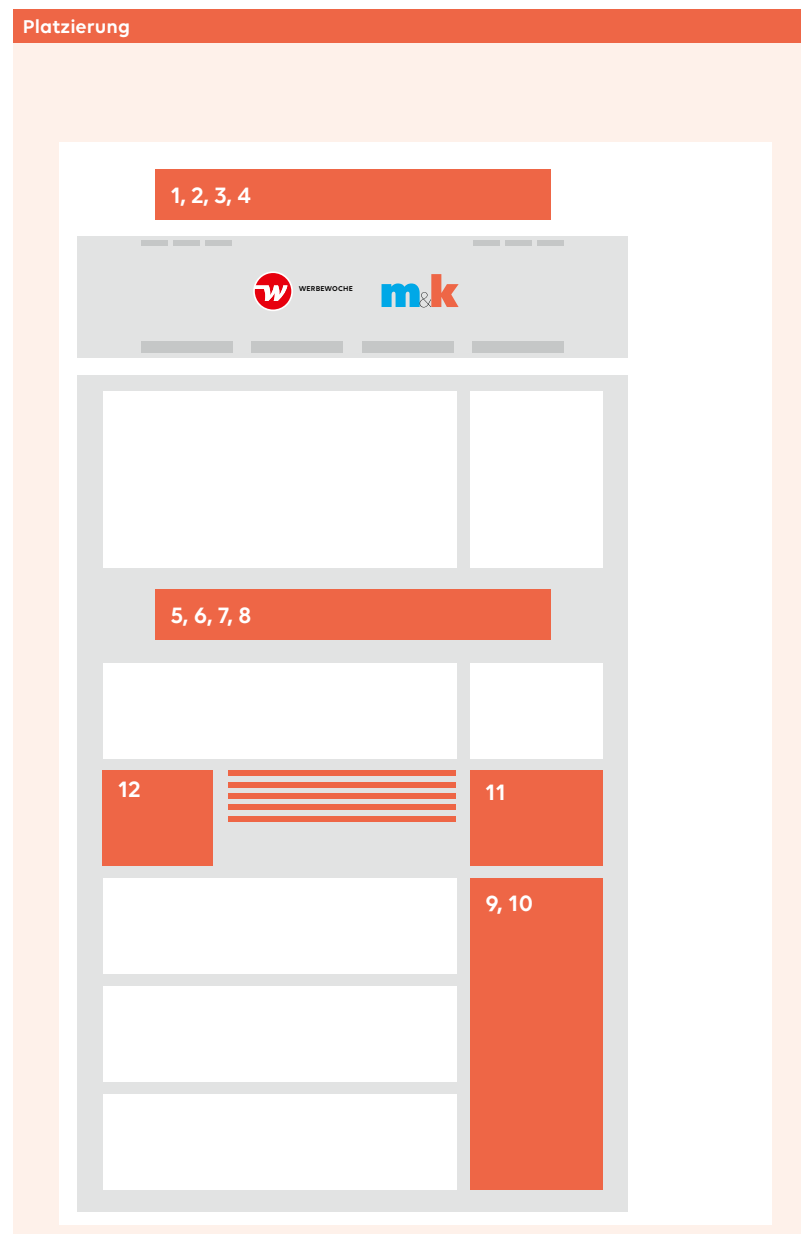 Platzierung
1, 2, 3, 4
W WERBEWOCHE m&k
5, 6, 7, 8
12
11
9, 10